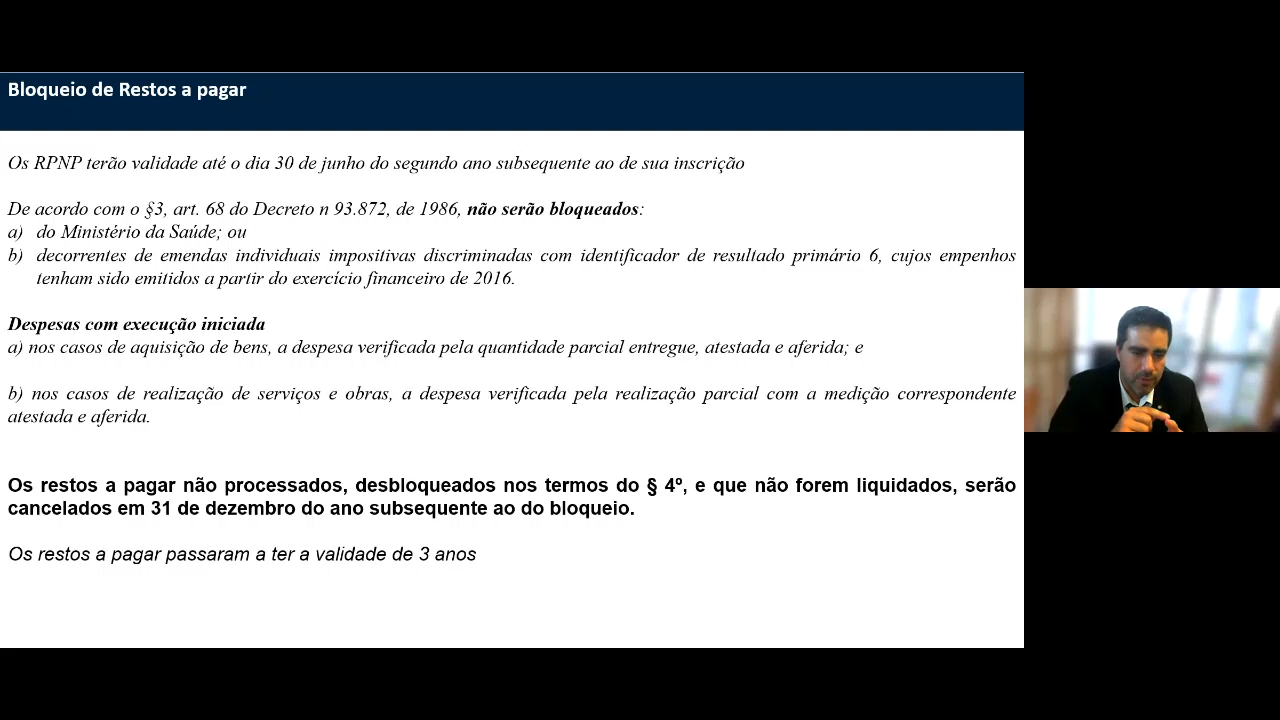 Bloqueio de Restos a pagar
Os RPNP terão validade até o dia 30 de junho do segundo ano subsequente ao de sua inscrição
De acordo com o §3, art. 68 do Decreto n 93.872, de 1986, não serão bloqueados:
a) do Ministério da Saúde; ou
b) decorrentes de emendas individuais impositivas discriminadas com identificador de resultado primário 6, cujos empenhos
tenham sido emitidos a partir do exercício financeiro de 2016.
Despesas com execução iniciada
a) nos casos de aquisição de bens, a despesa verificada pela quantidade parcial entregue, atestada e aferida; e
b) nos casos de realização de serviços e obras, a despesa verificada pela realização parcial com a medição correspondente
atestada e aferida.
Os restos a pagar não processados, desbloqueados nos termos do § 4º, e que não forem liquidados, serão
cancelados em 31 de dezembro do ano subsequente ao do bloqueio.
Os restos a pagar passaram a ter a validade de 3 anos